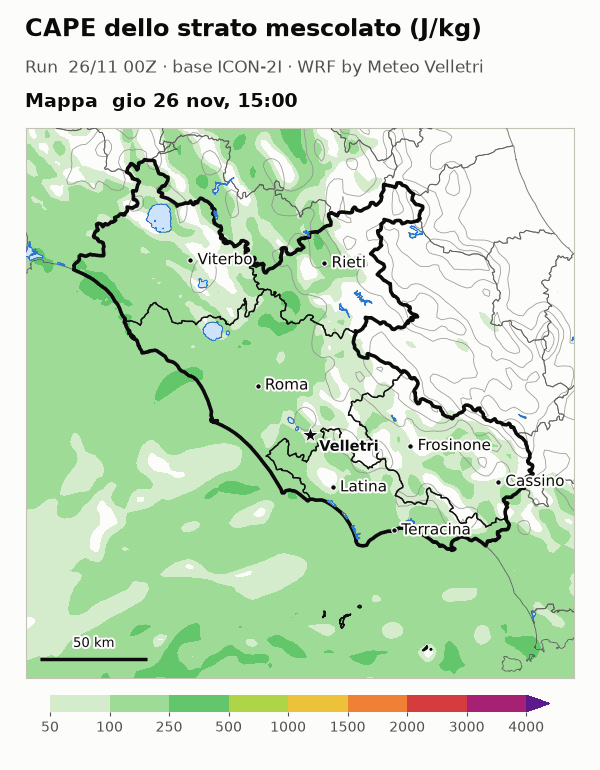 CAPE dello strato mescolato (J/kg)
Run  26/11 00Z · base ICON-2I · WRF by Meteo Velletri
Mappa  gio 26 nov, 15:00
Viterbo
Rieti
Roma
Velletri
Frosinone
Cassino
Latina
Terracina
50 km
50 100 250 500 1000 1500 2000 3000 4000